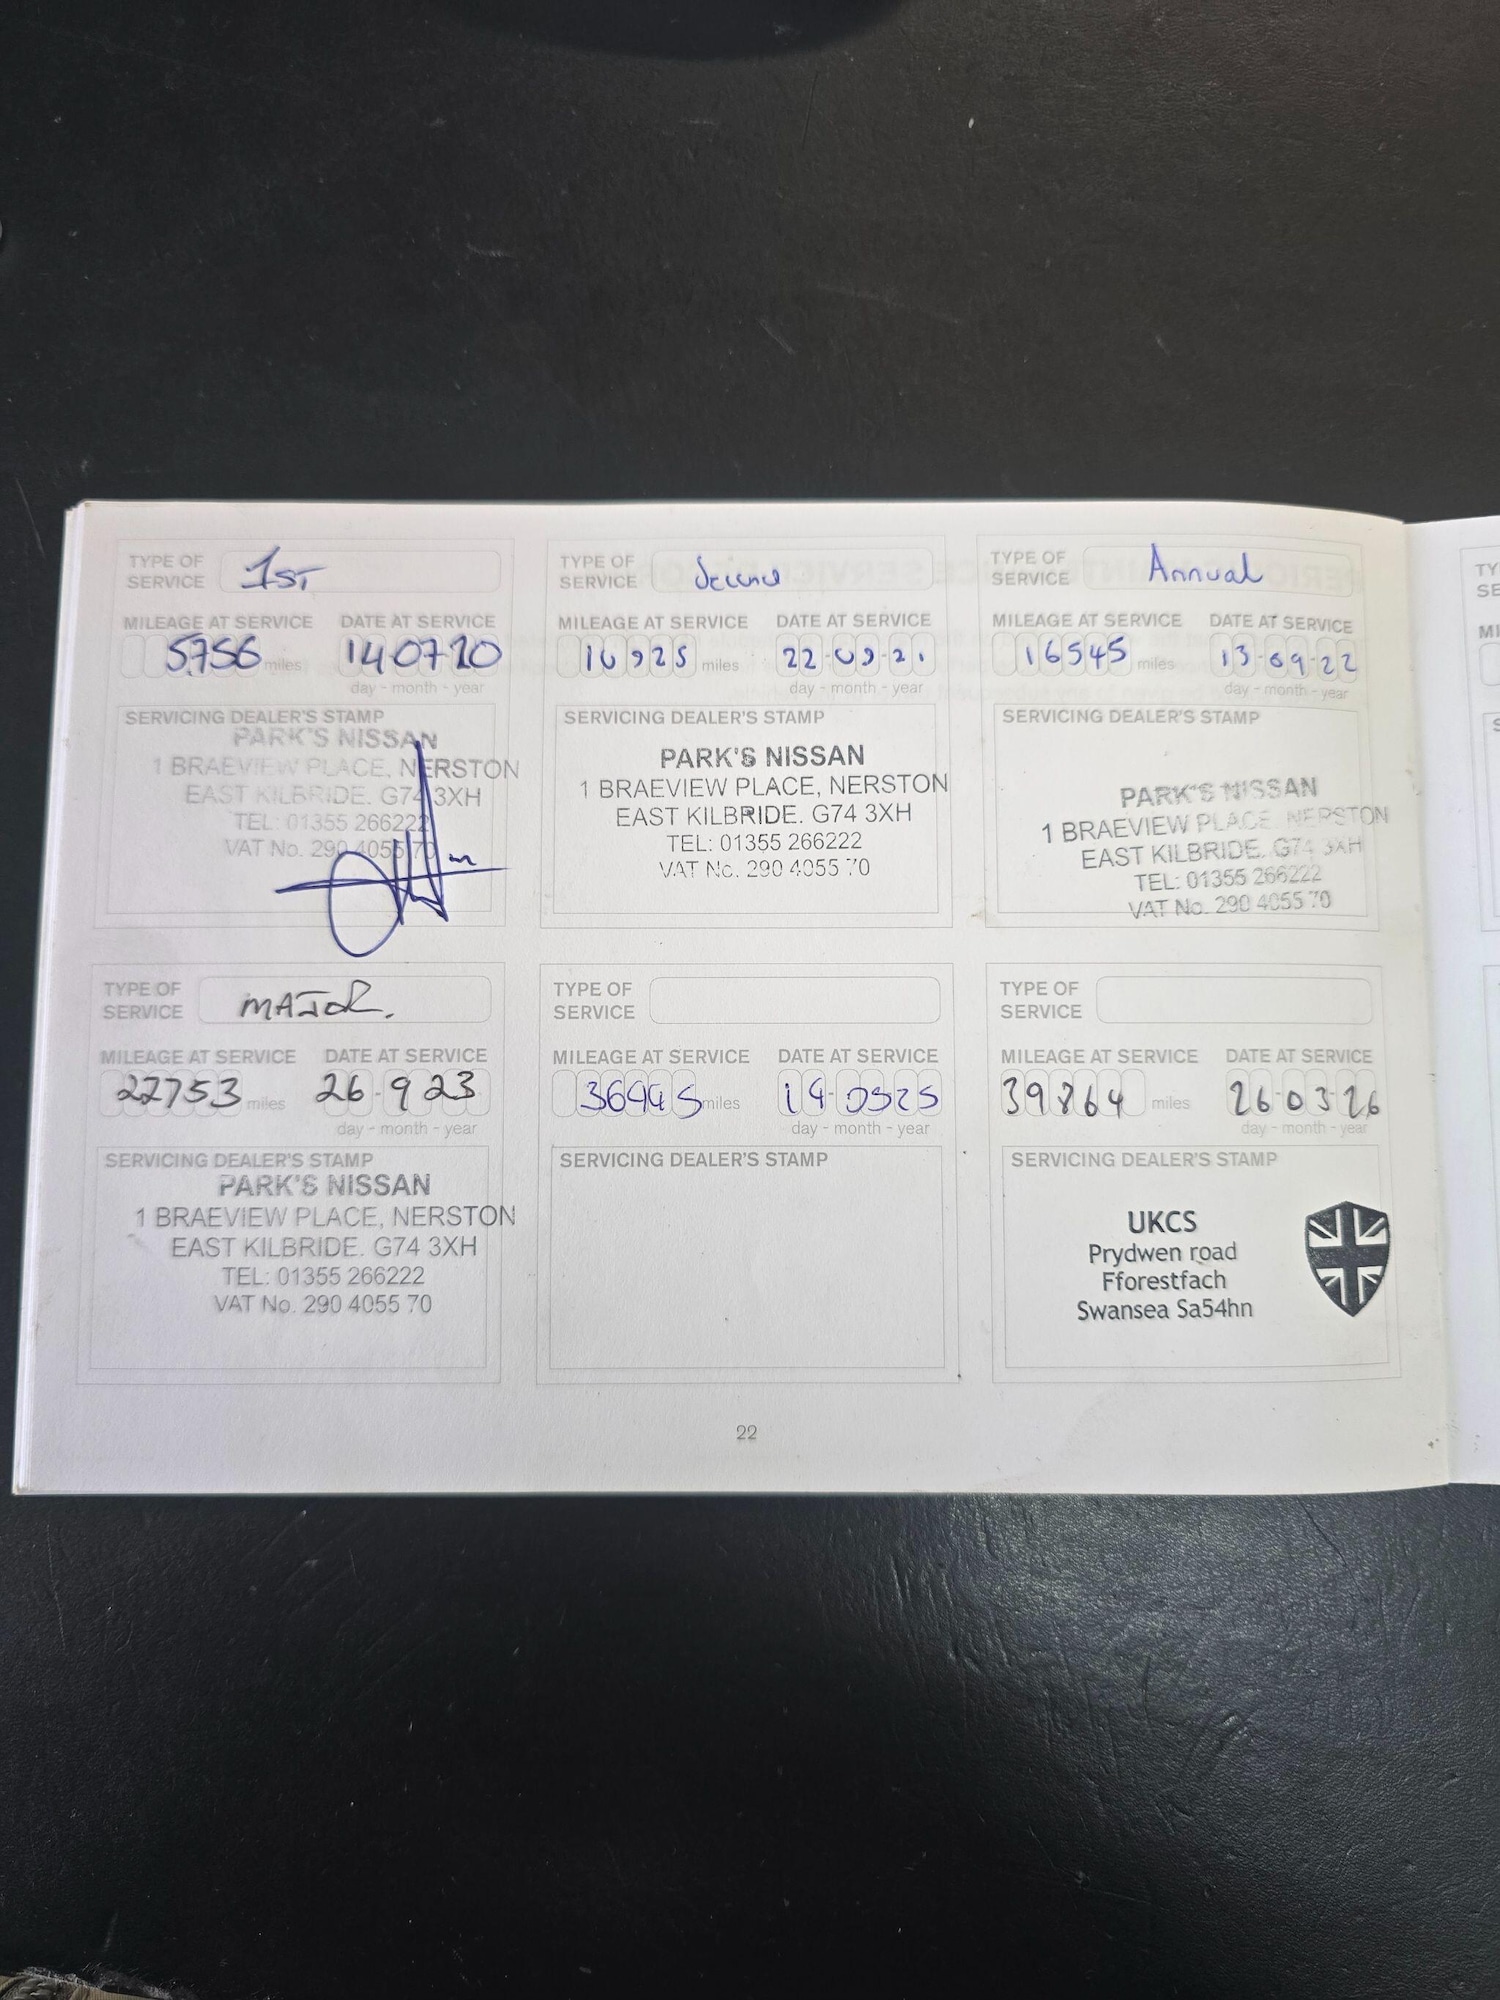 TYPE OF
SERVICE
1ST
MILEAGE AT SERVICE
DATE AT SERVICE
5756 miles
14 07 20
day - month - year
SERVICING DEALER'S STAMP
PARK'S NISSAN
1 BRAEVIEW PLACE, NERSTON
EAST KILBRIDE. G74 3XH
TEL: 01355 266222
VAT No. 290 4055 70
TYPE OF
SERVICE
Second
MILEAGE AT SERVICE
DATE AT SERVICE
10925 miles
22-09-21
day - month - year
SERVICING DEALER'S STAMP
PARK'S NISSAN
1 BRAEVIEW PLACE, NERSTON
EAST KILBRIDE. G74 3XH
TEL: 01355 266222
VAT No. 290 4055 70
TYPE OF
SERVICE
Annual
MILEAGE AT SERVICE
DATE AT SERVICE
16545 miles
13-09-22
day - month - year
SERVICING DEALER'S STAMP
PARK'S NISSAN
1 BRAEVIEW PLACE, NERSTON
EAST KILBRIDE. G74 3XH
TEL: 01355 266222
VAT No. 290 4055 70
TYPE OF
SERVICE
MAJOR.
MILEAGE AT SERVICE
DATE AT SERVICE
22753 miles
26-9 23
day - month - year
SERVICING DEALER'S STAMP
PARK'S NISSAN
1 BRAEVIEW PLACE, NERSTON
EAST KILBRIDE. G74 3XH
TEL: 01355 266222
VAT No. 290 4055 70
TYPE OF
SERVICE
MILEAGE AT SERVICE
DATE AT SERVICE
miles
day - month - year
SERVICING DEALER'S STAMP
TYPE OF
SERVICE
MILEAGE AT SERVICE
DATE AT SERVICE
39864 miles
26-03-26
day - month - year
SERVICING DEALER'S STAMP
UKCS
Prydwen road
Fforestfach
Swansea Sa54hn
22